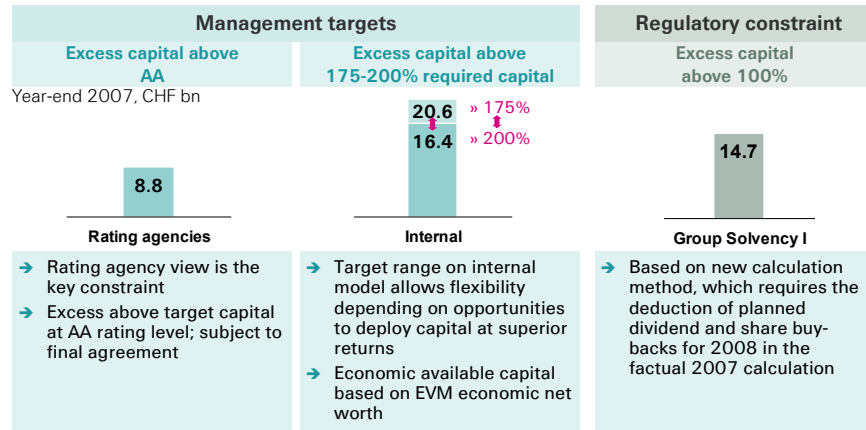 Management targets
Regulatory constraint
Excess capital above
AA
Excess capital above
175-200% required capital
Excess capital
above 100%
Year-end 2007, CHF bn
8.8
20.6
» 175%
16.4
» 200%
14.7
Rating agencies
Internal
Group Solvency I
➔ Rating agency view is the
key constraint
➔ Excess above target capital
at AA rating level; subject to
final agreement
➔ Target range on internal
model allows flexibility
depending on opportunities
to deploy capital at superior
returns
➔ Economic available capital
based on EVM economic net
worth
➔ Based on new calculation
method, which requires the
deduction of planned
dividend and share buy-
backs for 2008 in the
factual 2007 calculation